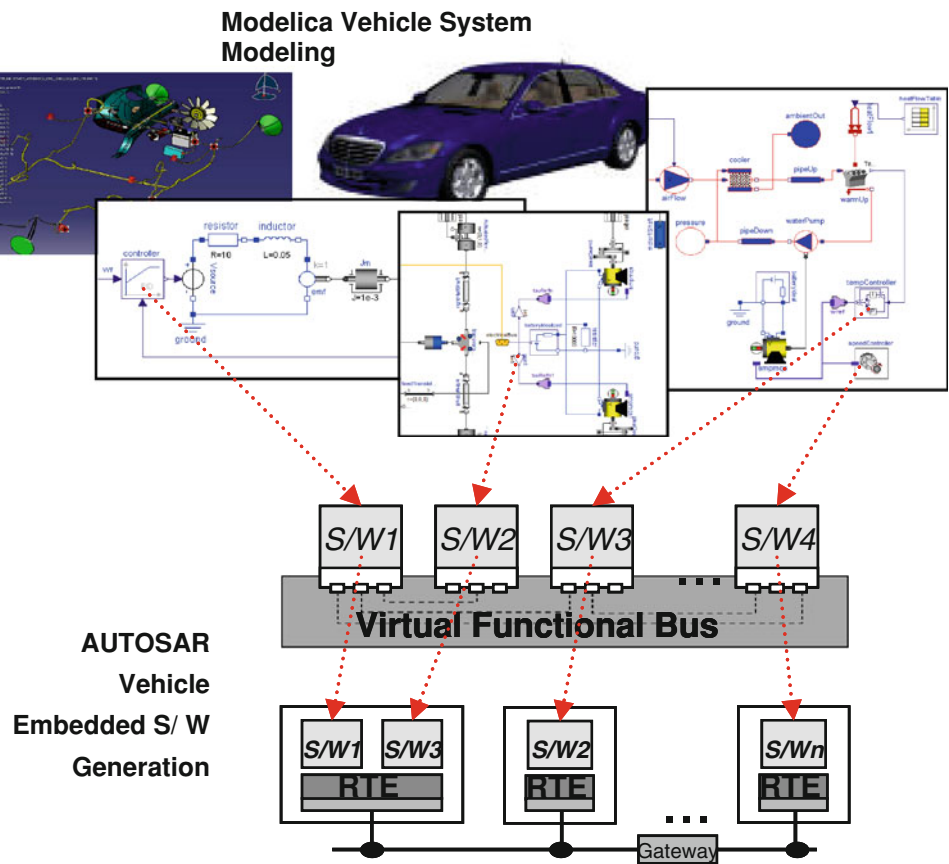 Modelica Vehicle System
Modeling
ambientOut
cooler
pipeUp
airFlow
warmUp
pressure
waterPump
pipeDown
tempController
ground
speedController
resistor
inductor
R=10
L=0.05
controller
Vsource
k=1
Jm
emf
J=1e-3
ground
S/W1
S/W2
S/W3
S/W4
Virtual Functional Bus
AUTOSAR
Vehicle
Embedded S/ W
Generation
S/W1
S/W3
S/W2
S/Wn
RTE
RTE
RTE
Gateway